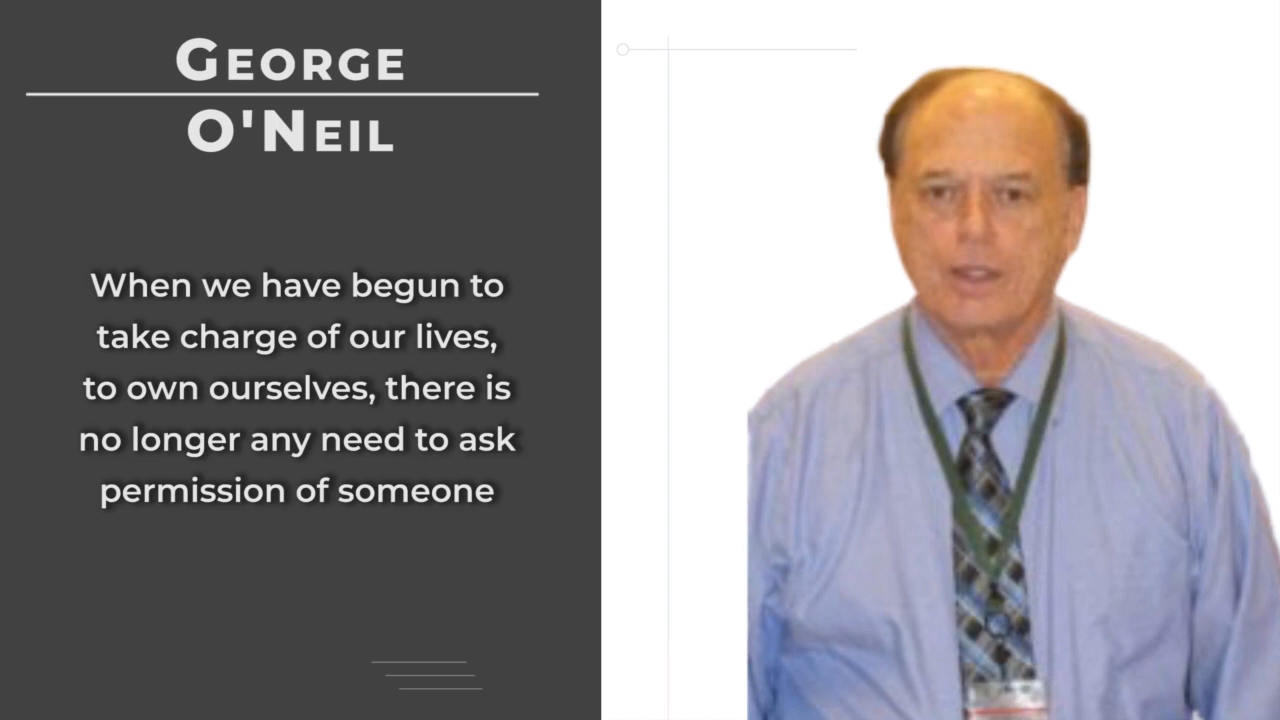 George
O'Neil
When we have begun to
take charge of our lives,
to own ourselves, there is
no longer any need to ask
permission of someone